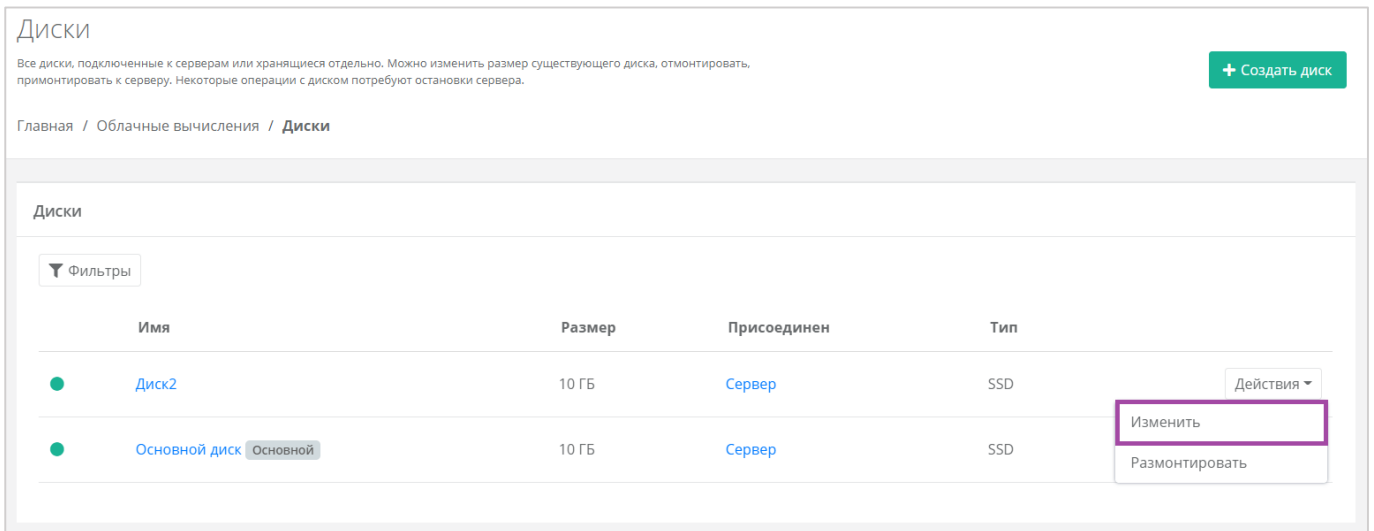 Диски
Все диски, подключенные к серверам или хранящиеся отдельно. Можно изменить размер существующего диска, отмонтировать,
примонтировать к серверу. Некоторые операции с диском потребуют остановки сервера.
+ Создать диск
Главная / Облачные вычисления / Диски
Диски
Фильтры
Имя Размер Присоединен Тип
Диск2 10 ГБ Сервер SSD Действия
Изменить
Основной диск Основной 10 ГБ Сервер SSD
Размонтировать